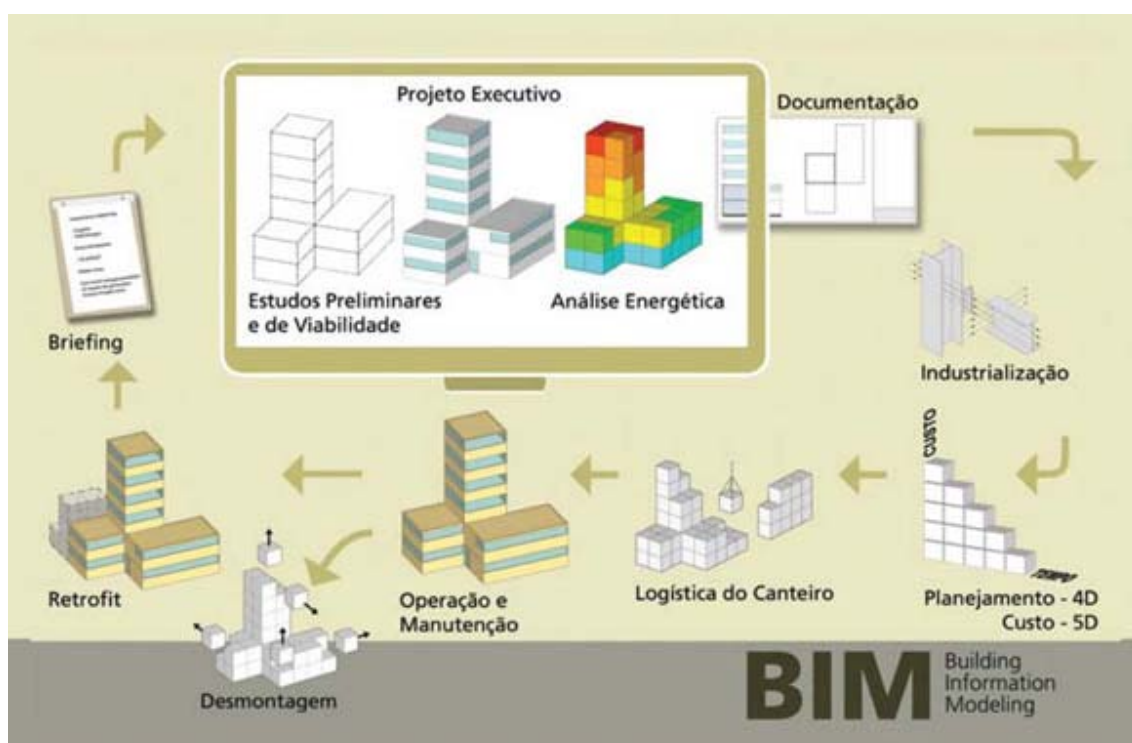 Projeto Executivo
Documentação
Estudos Preliminares
e de Viabilidade
Análise Energética
Briefing
Industrialização
CUSTO
TEMPO
Planejamento - 4D
Custo - 5D
Logística do Canteiro
Operação e
Manutenção
Retrofit
Desmontagem
BIM
Building
Information
Modeling